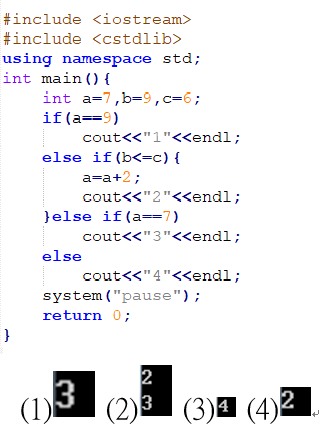 #include <iostream>
#include <cstdlib>
using namespace std;
int main(){
    int a=7,b=9,c=6;
    if(a==9)
        cout<<"1"<<endl;
    else if(b<=c){
        a=a+2;
        cout<<"2"<<endl;
    }else if(a==7)
        cout<<"3"<<endl;
    else
        cout<<"4"<<endl;
    system("pause");
    return 0;
}
(1) 3 (2) 2
3 (3) 4 (4) 2